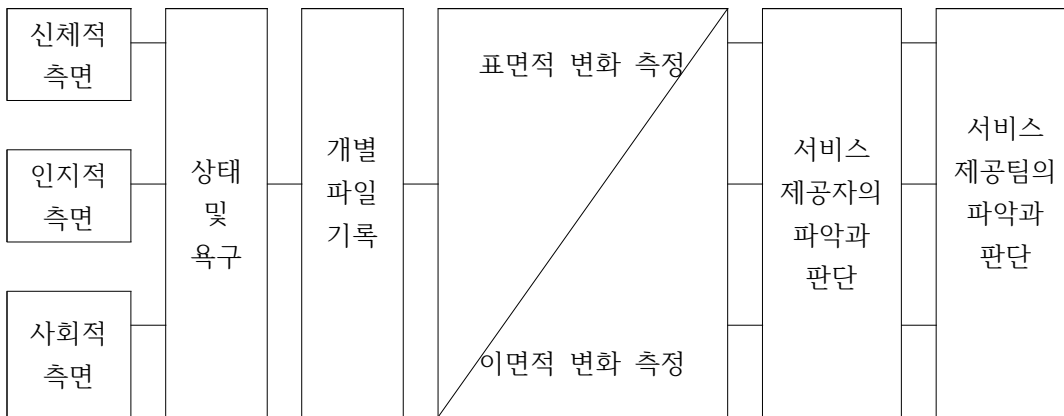 신체적
측면
인지적
측면
사회적
측면
상태
및
욕구
개별
파일
기록
표면적 변화 측정
이면적 변화 측정
서비스
제공자의
파악과
판단
서비스
제공팀의
파악과
판단